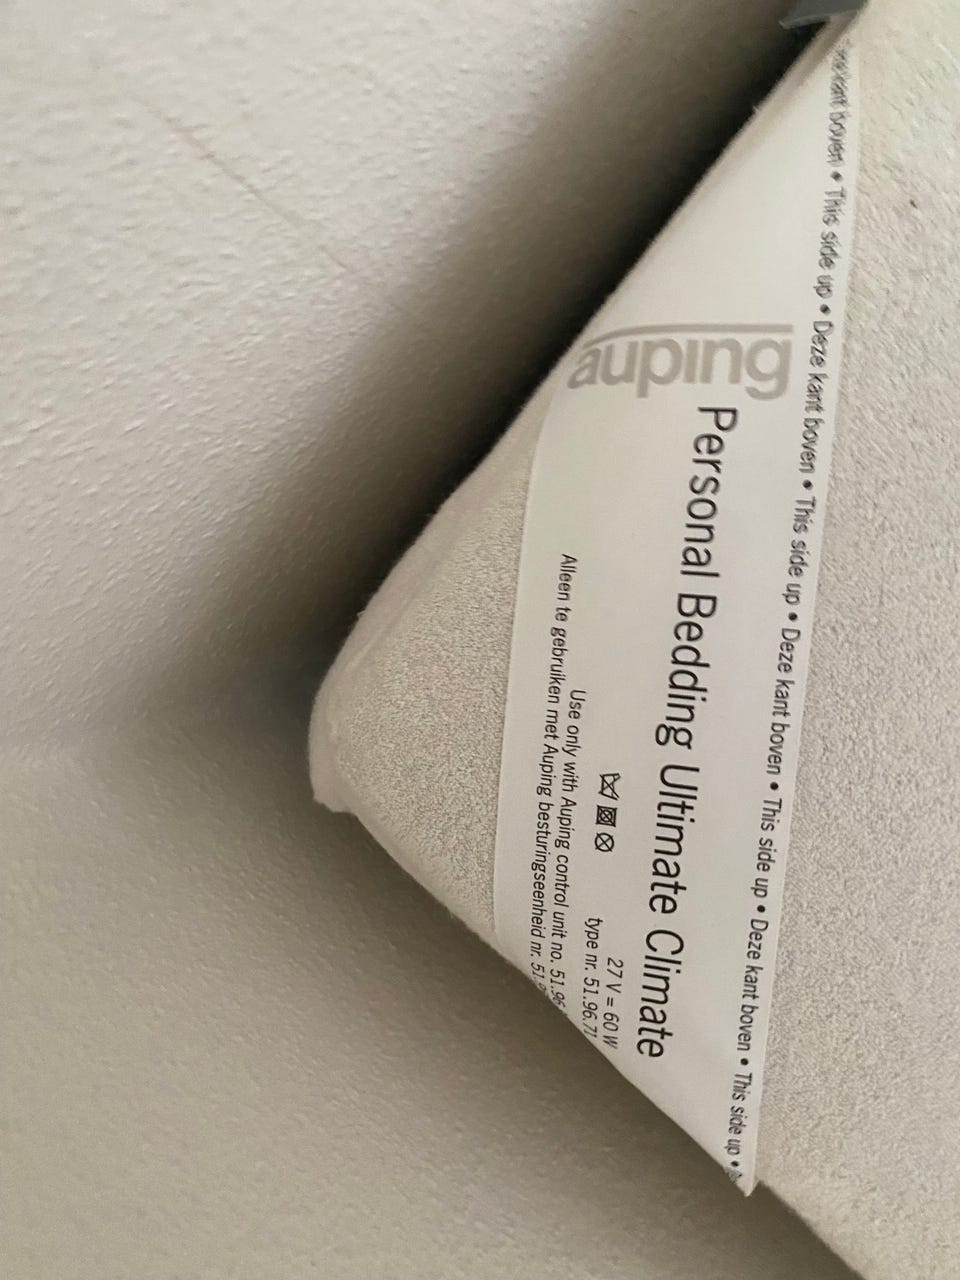 kant boven • This side up • Deze kant boven • This side up • Deze kant boven • This side up • Deze kant boven • This side up •
auping
Personal Bedding Ultimate Climate
27 V = 60 W
type nr. 51.96.71
Use only with Auping control unit no. 51.96
Alleen te gebruiken met Auping besturingseenheid nr. 51.